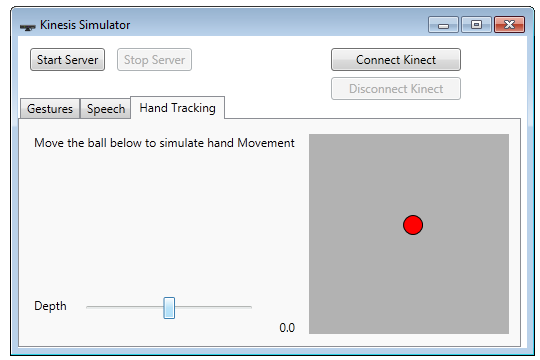 Kinesis Simulator
Start Server
Stop Server
Connect Kinect
Disconnect Kinect
Gestures
Speech
Hand Tracking
Move the ball below to simulate hand Movement
Depth
0.0